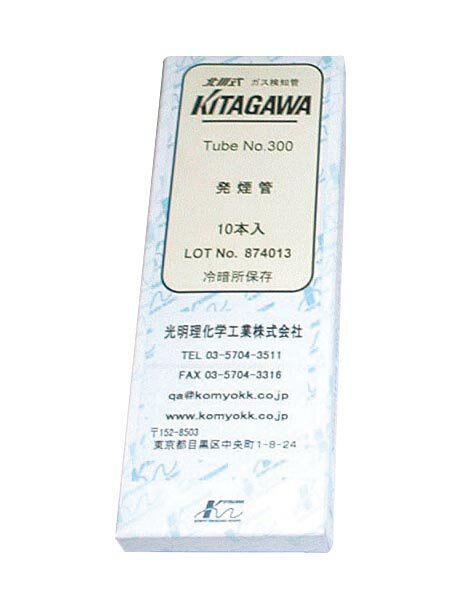 北川式 ガス検知管
KITAGAWA
Tube No.300
発煙管
10本入
LOT No. 874013
冷暗所保存
光明理化学工業株式会社
TEL 03-5704-3511
FAX 03-5704-3316
qa@komyokk.co.jp
www.komyokk.co.jp
〒152-8503
東京都目黒区中央町1-8-24